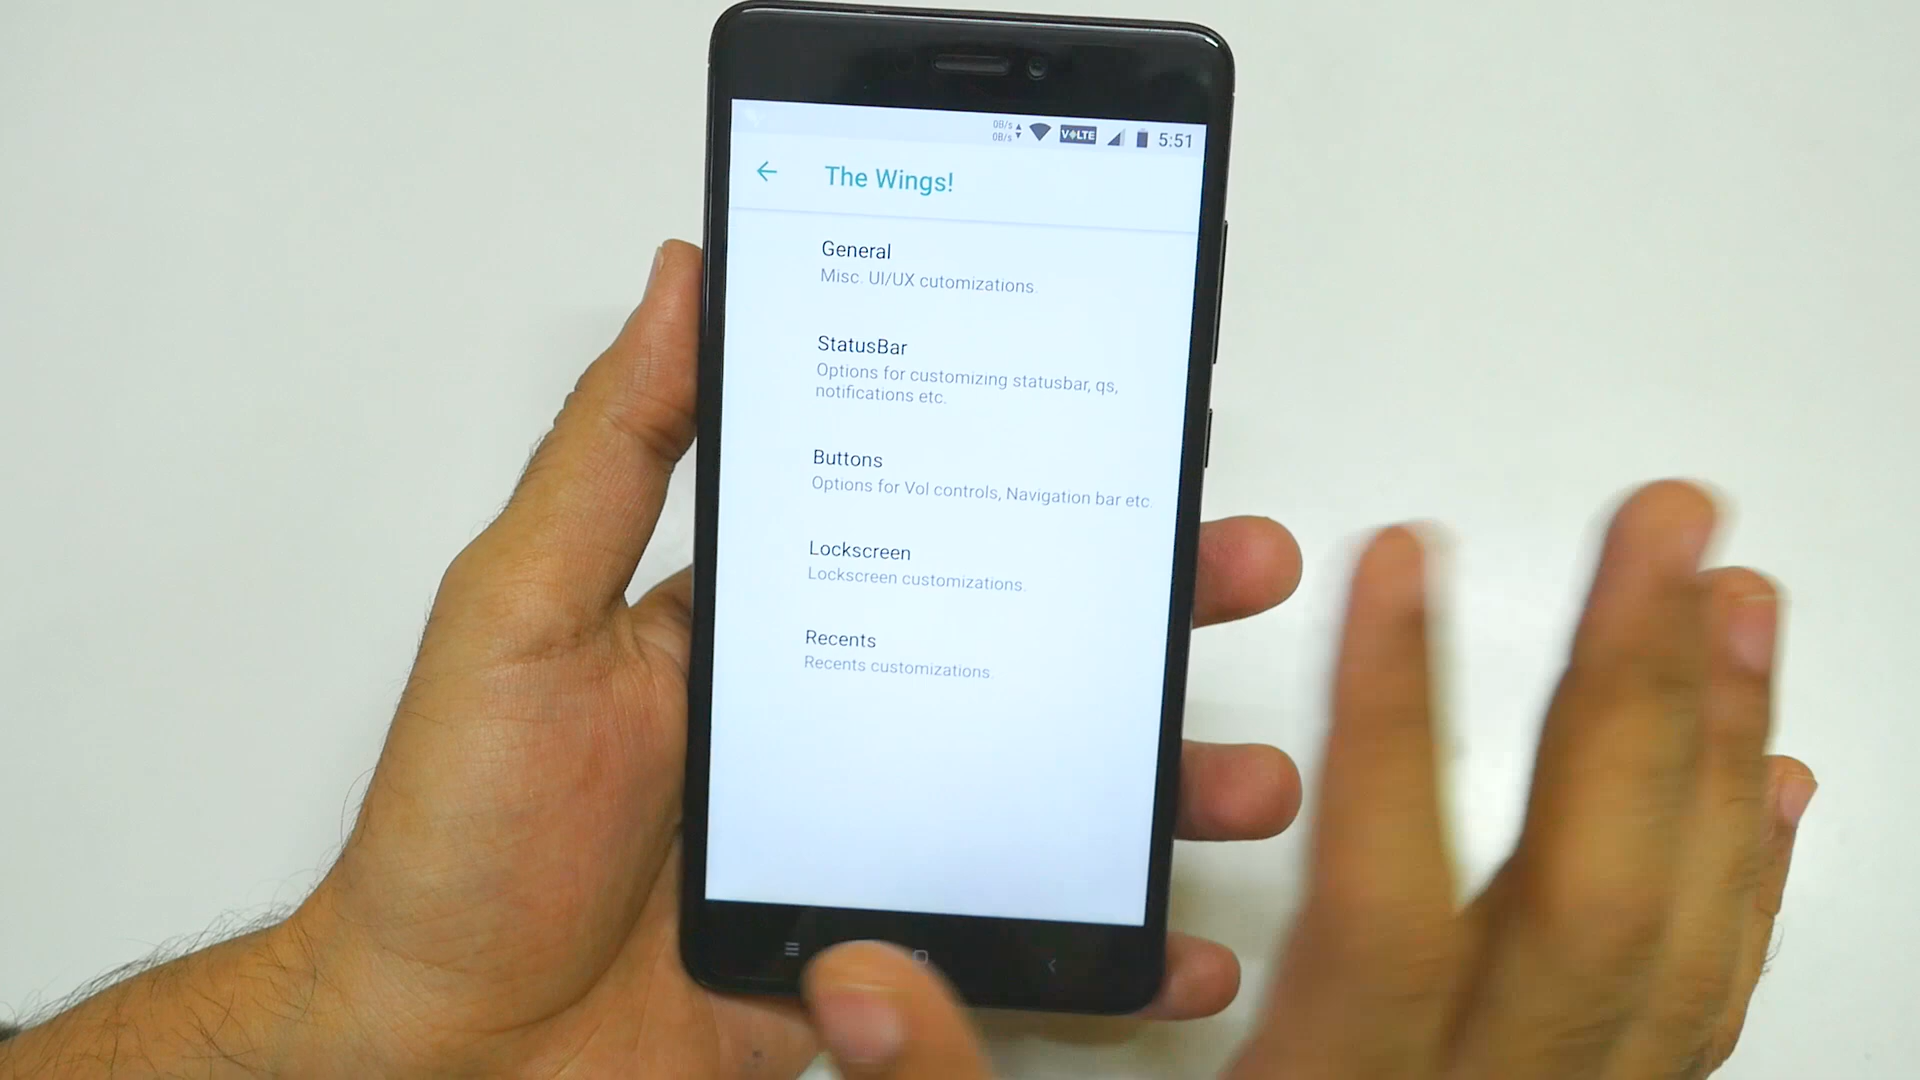 0B/s
0B/s
VoLTE
5:51
The Wings!
General
Misc. UI/UX cutomizations.
StatusBar
Options for customizing statusbar, qs,
notifications etc.
Buttons
Options for Vol controls, Navigation bar etc.
Lockscreen
Lockscreen customizations.
Recents
Recents customizations.